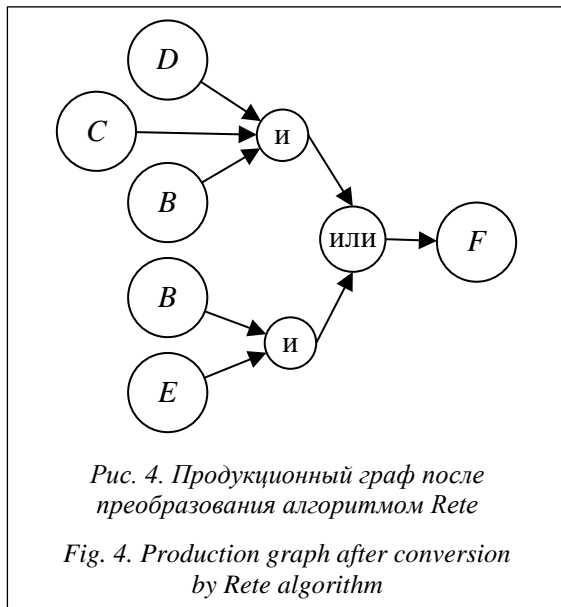 D
C
и
B
или
F
B
и
E
Рис. 4. Продукционный граф после
преобразования алгоритмом Rete
Fig. 4. Production graph after conversion
by Rete algorithm